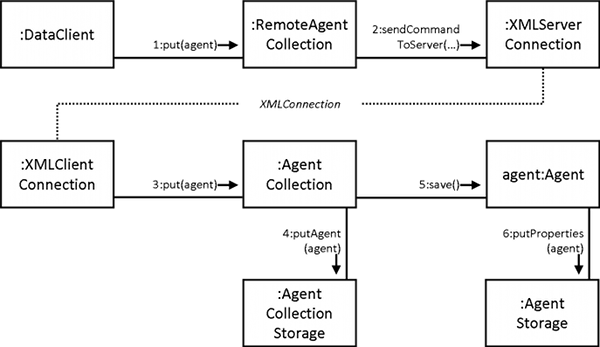 :DataClient
1:put(agent)
:RemoteAgent
Collection
2:sendCommand
ToServer(...)
:XMLServer
Connection
XMLConnection
:XMLClient
Connection
3:put(agent)
:Agent
Collection
5:save()
agent:Agent
4:putAgent
(agent)
6:putProperties
(agent)
:Agent
Collection
Storage
:Agent
Storage